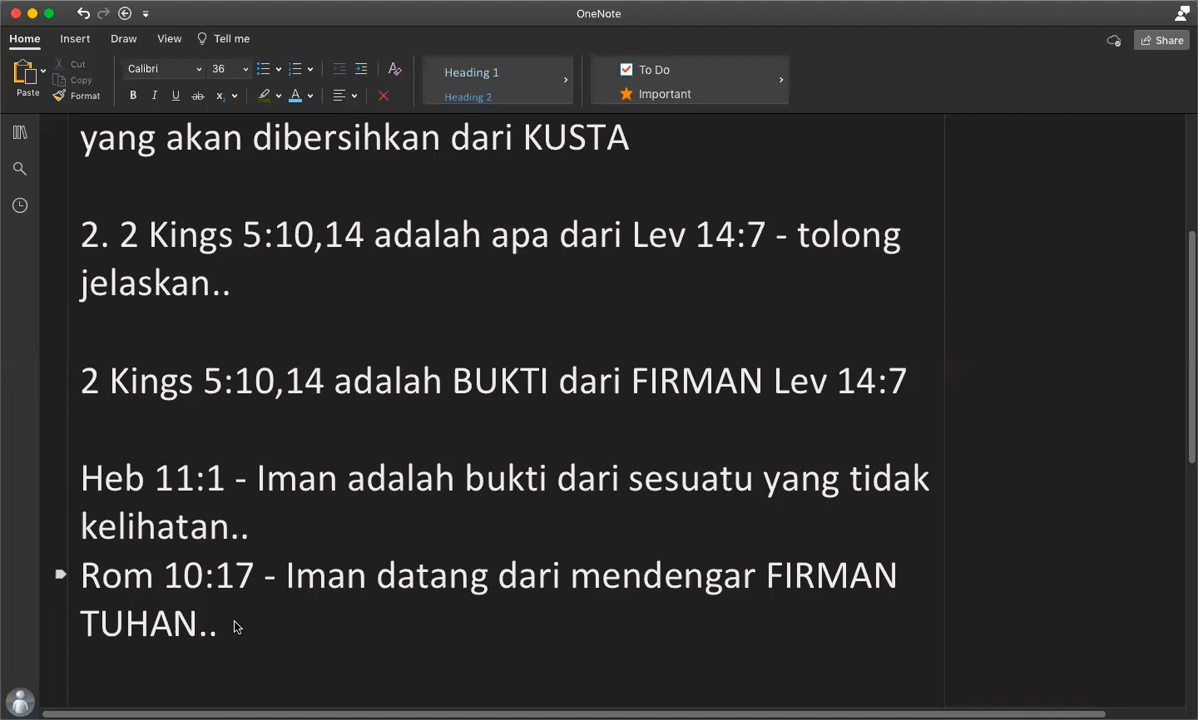 OneNote
Home Insert Draw View Tell me
Share
Paste
Cut
Copy
Format
Calibri 36
B I U ab x A
Heading 1
Heading 2
To Do
Important
yang akan dibersihkan dari KUSTA
2. 2 Kings 5:10,14 adalah apa dari Lev 14:7 - tolong
jelaskan..
2 Kings 5:10,14 adalah BUKTI dari FIRMAN Lev 14:7
Heb 11:1 - Iman adalah bukti dari sesuatu yang tidak
kelihatan..
Rom 10:17 - Iman datang dari mendengar FIRMAN
TUHAN..